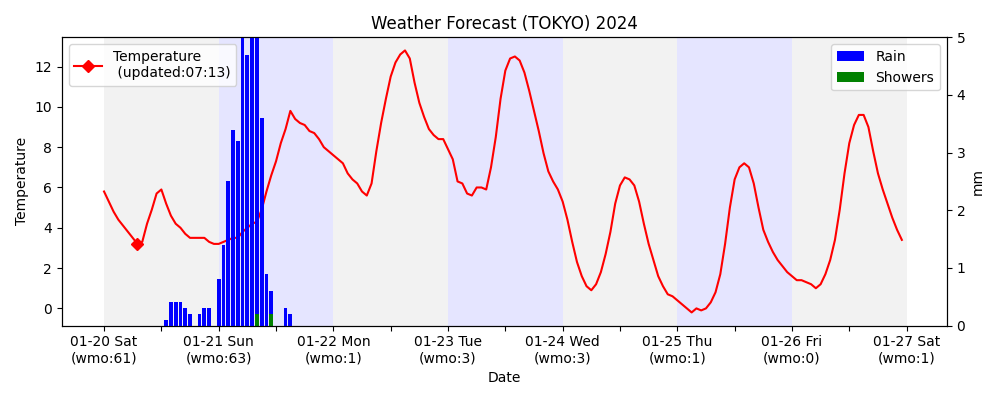 Weather Forecast (TOKYO) 2024
Temperature
(updated:07:13)
Rain
Showers
Temperature
12
10
8
6
4
2
0
5
4
3
2
1
0
mm
01-20 Sat
(wmo:61)
01-21 Sun
(wmo:63)
01-22 Mon
(wmo:1)
01-23 Tue
(wmo:3)
01-24 Wed
(wmo:3)
01-25 Thu
(wmo:1)
01-26 Fri
(wmo:0)
01-27 Sat
(wmo:1)
Date